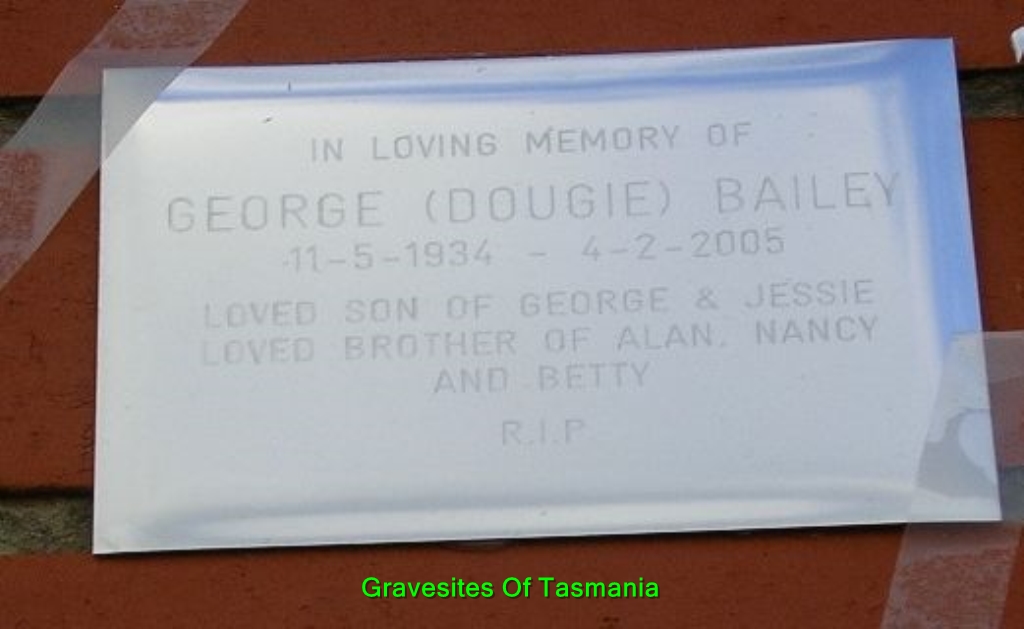 IN LOVING MEMORY OF
GEORGE (DOUGIE) BAILEY
11-5-1934 - 4-2-2005
LOVED SON OF GEORGE & JESSIE
LOVED BROTHER OF ALAN, NANCY
AND BETTY
R.I.P
Gravesites Of Tasmania